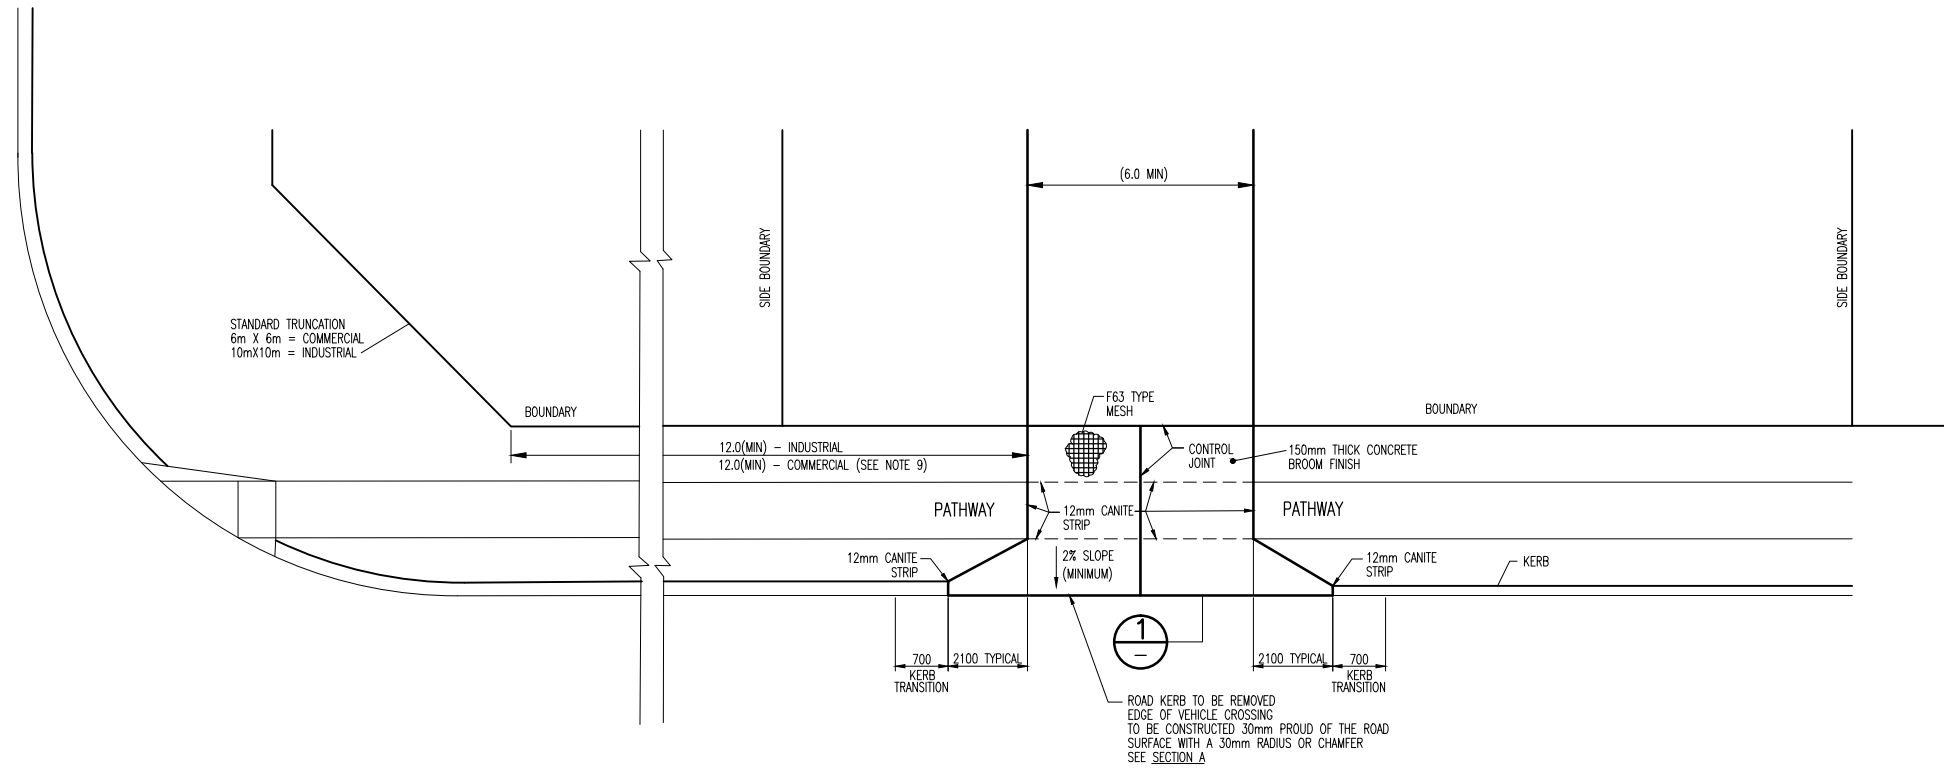 (6.0 MIN)
SIDE BOUNDARY
SIDE BOUNDARY
STANDARD TRUNCATION
6m X 6m = COMMERCIAL
10mX10m = INDUSTRIAL
BOUNDARY
F63 TYPE
MESH
BOUNDARY
12.0(MIN) - INDUSTRIAL
12.0(MIN) - COMMERCIAL (SEE NOTE 9)
CONTROL
JOINT
150mm THICK CONCRETE
BROOM FINISH
PATHWAY
12mm CANITE
STRIP
PATHWAY
12mm CANITE
STRIP
2% SLOPE
(MINIMUM)
12mm CANITE
STRIP
KERB
1
-
700
KERB
TRANSITION
2100 TYPICAL
2100 TYPICAL
700
KERB
TRANSITION
ROAD KERB TO BE REMOVED
EDGE OF VEHICLE CROSSING
TO BE CONSTRUCTED 30mm PROUD OF THE ROAD
SURFACE WITH A 30mm RADIUS OR CHAMFER
SEE SECTION A